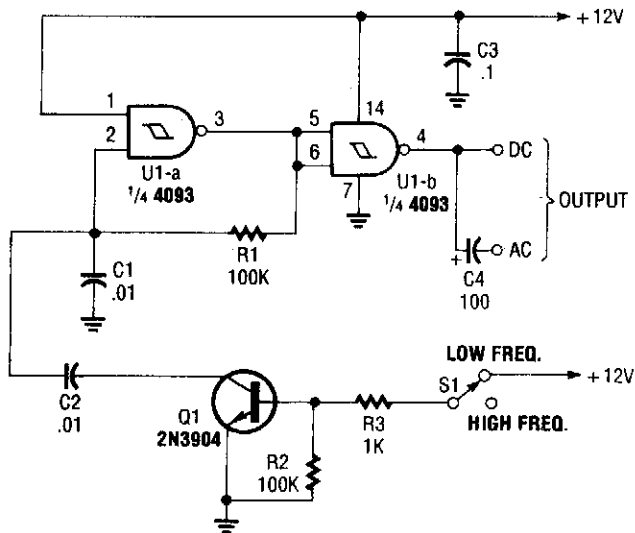 +12V
C3
.1
1
2
3
U1-a
1/4 4093
5
6
14
4
7
U1-b
1/4 4093
DC
AC
OUTPUT
+
C4
100
R1
100K
C1
.01
C2
.01
Q1
2N3904
R2
100K
R3
1K
LOW FREQ.
S1
HIGH FREQ.
+12V